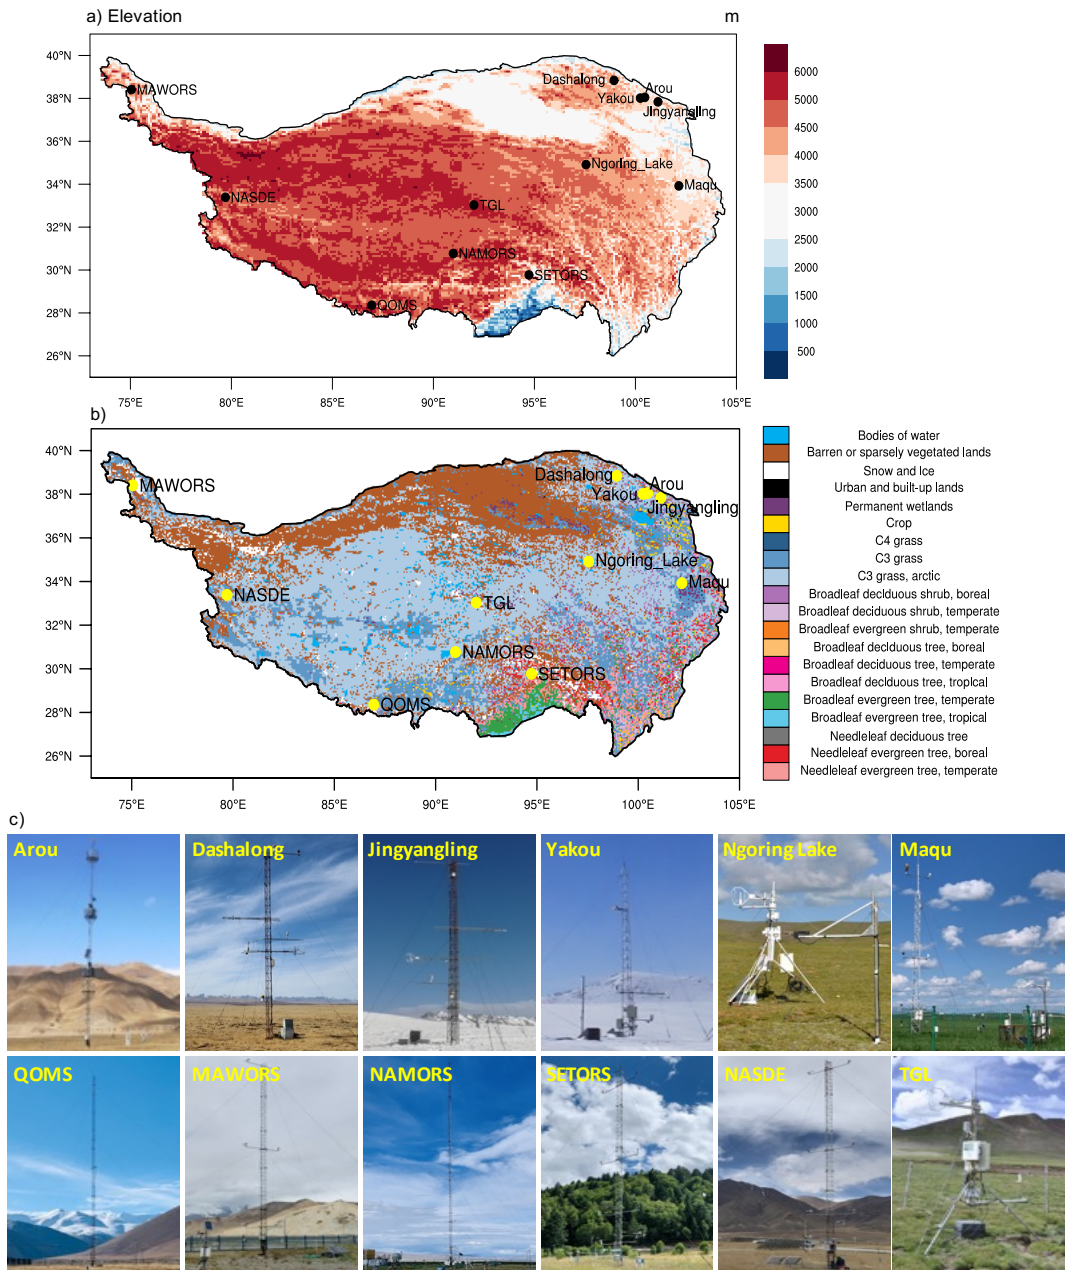 a) Elevation
m
40°N
38°N
36°N
34°N
32°N
30°N
28°N
26°N
MAWORS
Dashalong
Arou
Yakou
Jingyangling
Ngoring_Lake
Maqu
NASDE
TGL
NAMORS
SETORS
QOMS
75°E
80°E
85°E
90°E
95°E
100°E
105°E
6000
5000
4500
4000
3500
3000
2500
2000
1500
1000
500
b)
40°N
38°N
36°N
34°N
32°N
30°N
28°N
26°N
MAWORS
Dashalong
Arou
Yakou
Jingyangling
Ngoring_Lake
Maqu
NASDE
TGL
NAMORS
SETORS
QOMS
75°E
80°E
85°E
90°E
95°E
100°E
105°E
Bodies of water
Barren or sparsely vegetated lands
Snow and Ice
Urban and built-up lands
Permanent wetlands
Crop
C4 grass
C3 grass
C3 grass, arctic
Broadleaf deciduous shrub, boreal
Broadleaf deciduous shrub, temperate
Broadleaf evergreen shrub, temperate
Broadleaf deciduous tree, boreal
Broadleaf deciduous tree, temperate
Broadleaf deciduous tree, tropical
Broadleaf evergreen tree, temperate
Broadleaf evergreen tree, tropical
Needleleaf deciduous tree
Needleleaf evergreen tree, boreal
Needleleaf evergreen tree, temperate
c)
Arou
Dashalong
Jingyangling
Yakou
Ngoring Lake
Maqu
QOMS
MAWORS
NAMORS
SETORS
NASDE
TGL